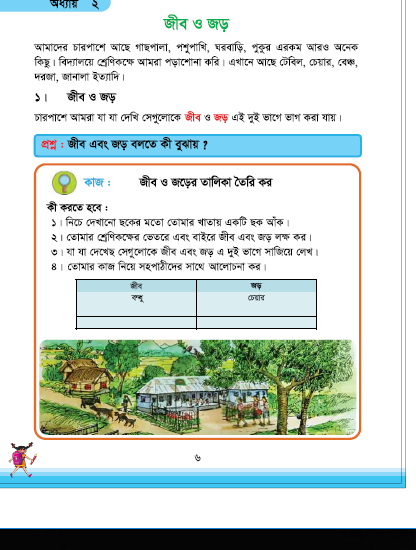 অধ্যায় ২
জীব ও জড়
আমাদের চারপাশে আছে গাছপালা, পশুপাখি, ঘরবাড়ি, পুকুর এরকম আরও অনেক
কিছু। বিদ্যালয়ে শ্রেণিকক্ষে আমরা পড়াশোনা করি। এখানে আছে টেবিল, চেয়ার, বেঞ্চ,
দরজা, জানালা ইত্যাদি।
১। জীব ও জড়
চারপাশে আমরা যা যা দেখি সেগুলোকে জীব ও জড় এই দুই ভাগে ভাগ করা যায়।
প্রশ্ন : জীব এবং জড় বলতে কী বুঝায় ?
কাজ : জীব ও জড়ের তালিকা তৈরি কর
কী করতে হবে :
১। নিচে দেখানো ছকের মতো তোমার খাতায় একটি ছক আঁক।
২। তোমার শ্রেণিকক্ষের ভেতরে এবং বাইরে জীব এবং জড় লক্ষ কর।
৩। যা যা দেখেছ সেগুলোকে জীব এবং জড় এ দুই ভাগে সাজিয়ে লেখ।
৪। তোমার কাজ নিয়ে সহপাঠীদের সাথে আলোচনা কর।
জীব জড়
বন্ধু চেয়ার
৬